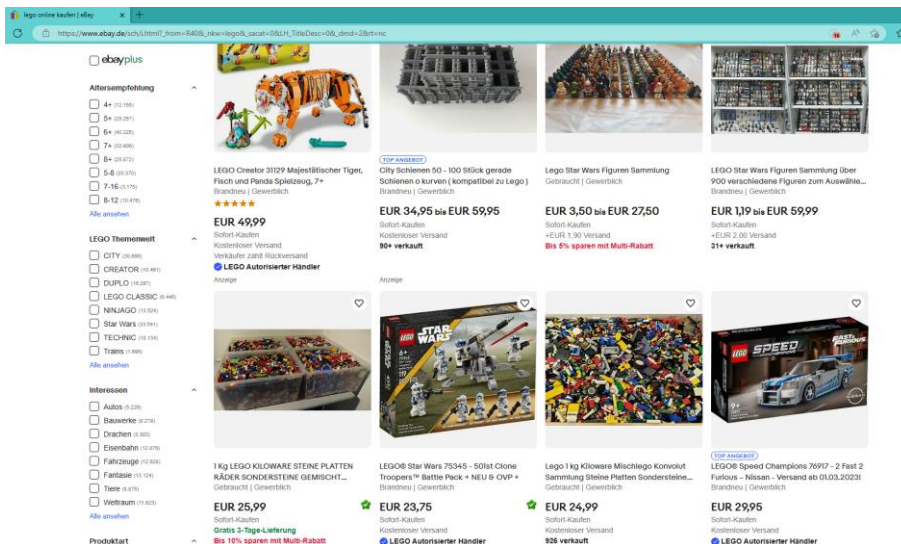 lego online kaufen | eBay
https://www.ebay.de/sch/i.html?_from=R40&_nkw=lego&_sacat=0&LH_TitleDesc=0&_dmd=2&rt=nc
ebayplus
Altersempfehlung
4+
5+
6+
7+
8+
5-8
7-16
8-12
Alle ansehen
LEGO Themenwelt
CITY
CREATOR
DUPLO
LEGO CLASSIC
NINJAGO
Star Wars
TECHNIC
Trains
Alle ansehen
Interessen
Autos
Bauwerke
Drachen
Eisenbahn
Fahrzeuge
Fantasie
Tiere
Weltraum
Alle ansehen
Produktart
LEGO Creator 31129 Majestätischer Tiger,
Fisch und Panda Spielzeug, 7+
Brandneu | Gewerblich
EUR 49,99
Sofort-Kaufen
Kostenloser Versand
Verkäufer zahlt Rückversand
LEGO Autorisierter Händler
Anzeige
TOP ANGEBOT
City Schienen 50 - 100 Stück gerade
Schienen o kurven ( kompatibel zu Lego )
Brandneu | Gewerblich
EUR 34,95 bis EUR 59,95
Sofort-Kaufen
Kostenloser Versand
90+ verkauft
Anzeige
Lego Star Wars Figuren Sammlung
Gebraucht | Gewerblich
EUR 3,50 bis EUR 27,50
Sofort-Kaufen
+EUR 1,90 Versand
Bis 5% sparen mit Multi-Rabatt
LEGO Star Wars Figuren Sammlung über
900 verschiedene Figuren zum Auswähle...
Brandneu | Gewerblich
EUR 1,19 bis EUR 59,99
Sofort-Kaufen
+EUR 2,00 Versand
31+ verkauft
1 Kg LEGO KILOWARE STEINE PLATTEN
RÄDER SONDERSTEINE GEMISCHT...
Gebraucht | Gewerblich
EUR 25,99
Sofort-Kaufen
Gratis 3-Tage-Lieferung
Bis 10% sparen mit Multi-Rabatt
LEGO
STAR
WARS
6+
119
LEGO® Star Wars 75345 - 501st Clone
Troopers™ Battle Pack + NEU & OVP +
Brandneu | Gewerblich
EUR 23,75
Sofort-Kaufen
Kostenloser Versand
LEGO Autorisierter Händler
Lego 1 kg Kiloware Mischlego Konvolut
Sammlung Steine Platten Sondersteine...
Gebraucht | Gewerblich
EUR 24,99
Sofort-Kaufen
Kostenloser Versand
926 verkauft
LEGO
SPEED
FAST&FURIOUS
9+
NISSAN
TOP ANGEBOT
LEGO® Speed Champions 76917 - 2 Fast 2
Furious - Nissan - Versand ab 01.03.2023!
Brandneu | Gewerblich
EUR 29,95
Sofort-Kaufen
Kostenloser Versand
LEGO Autorisierter Händler